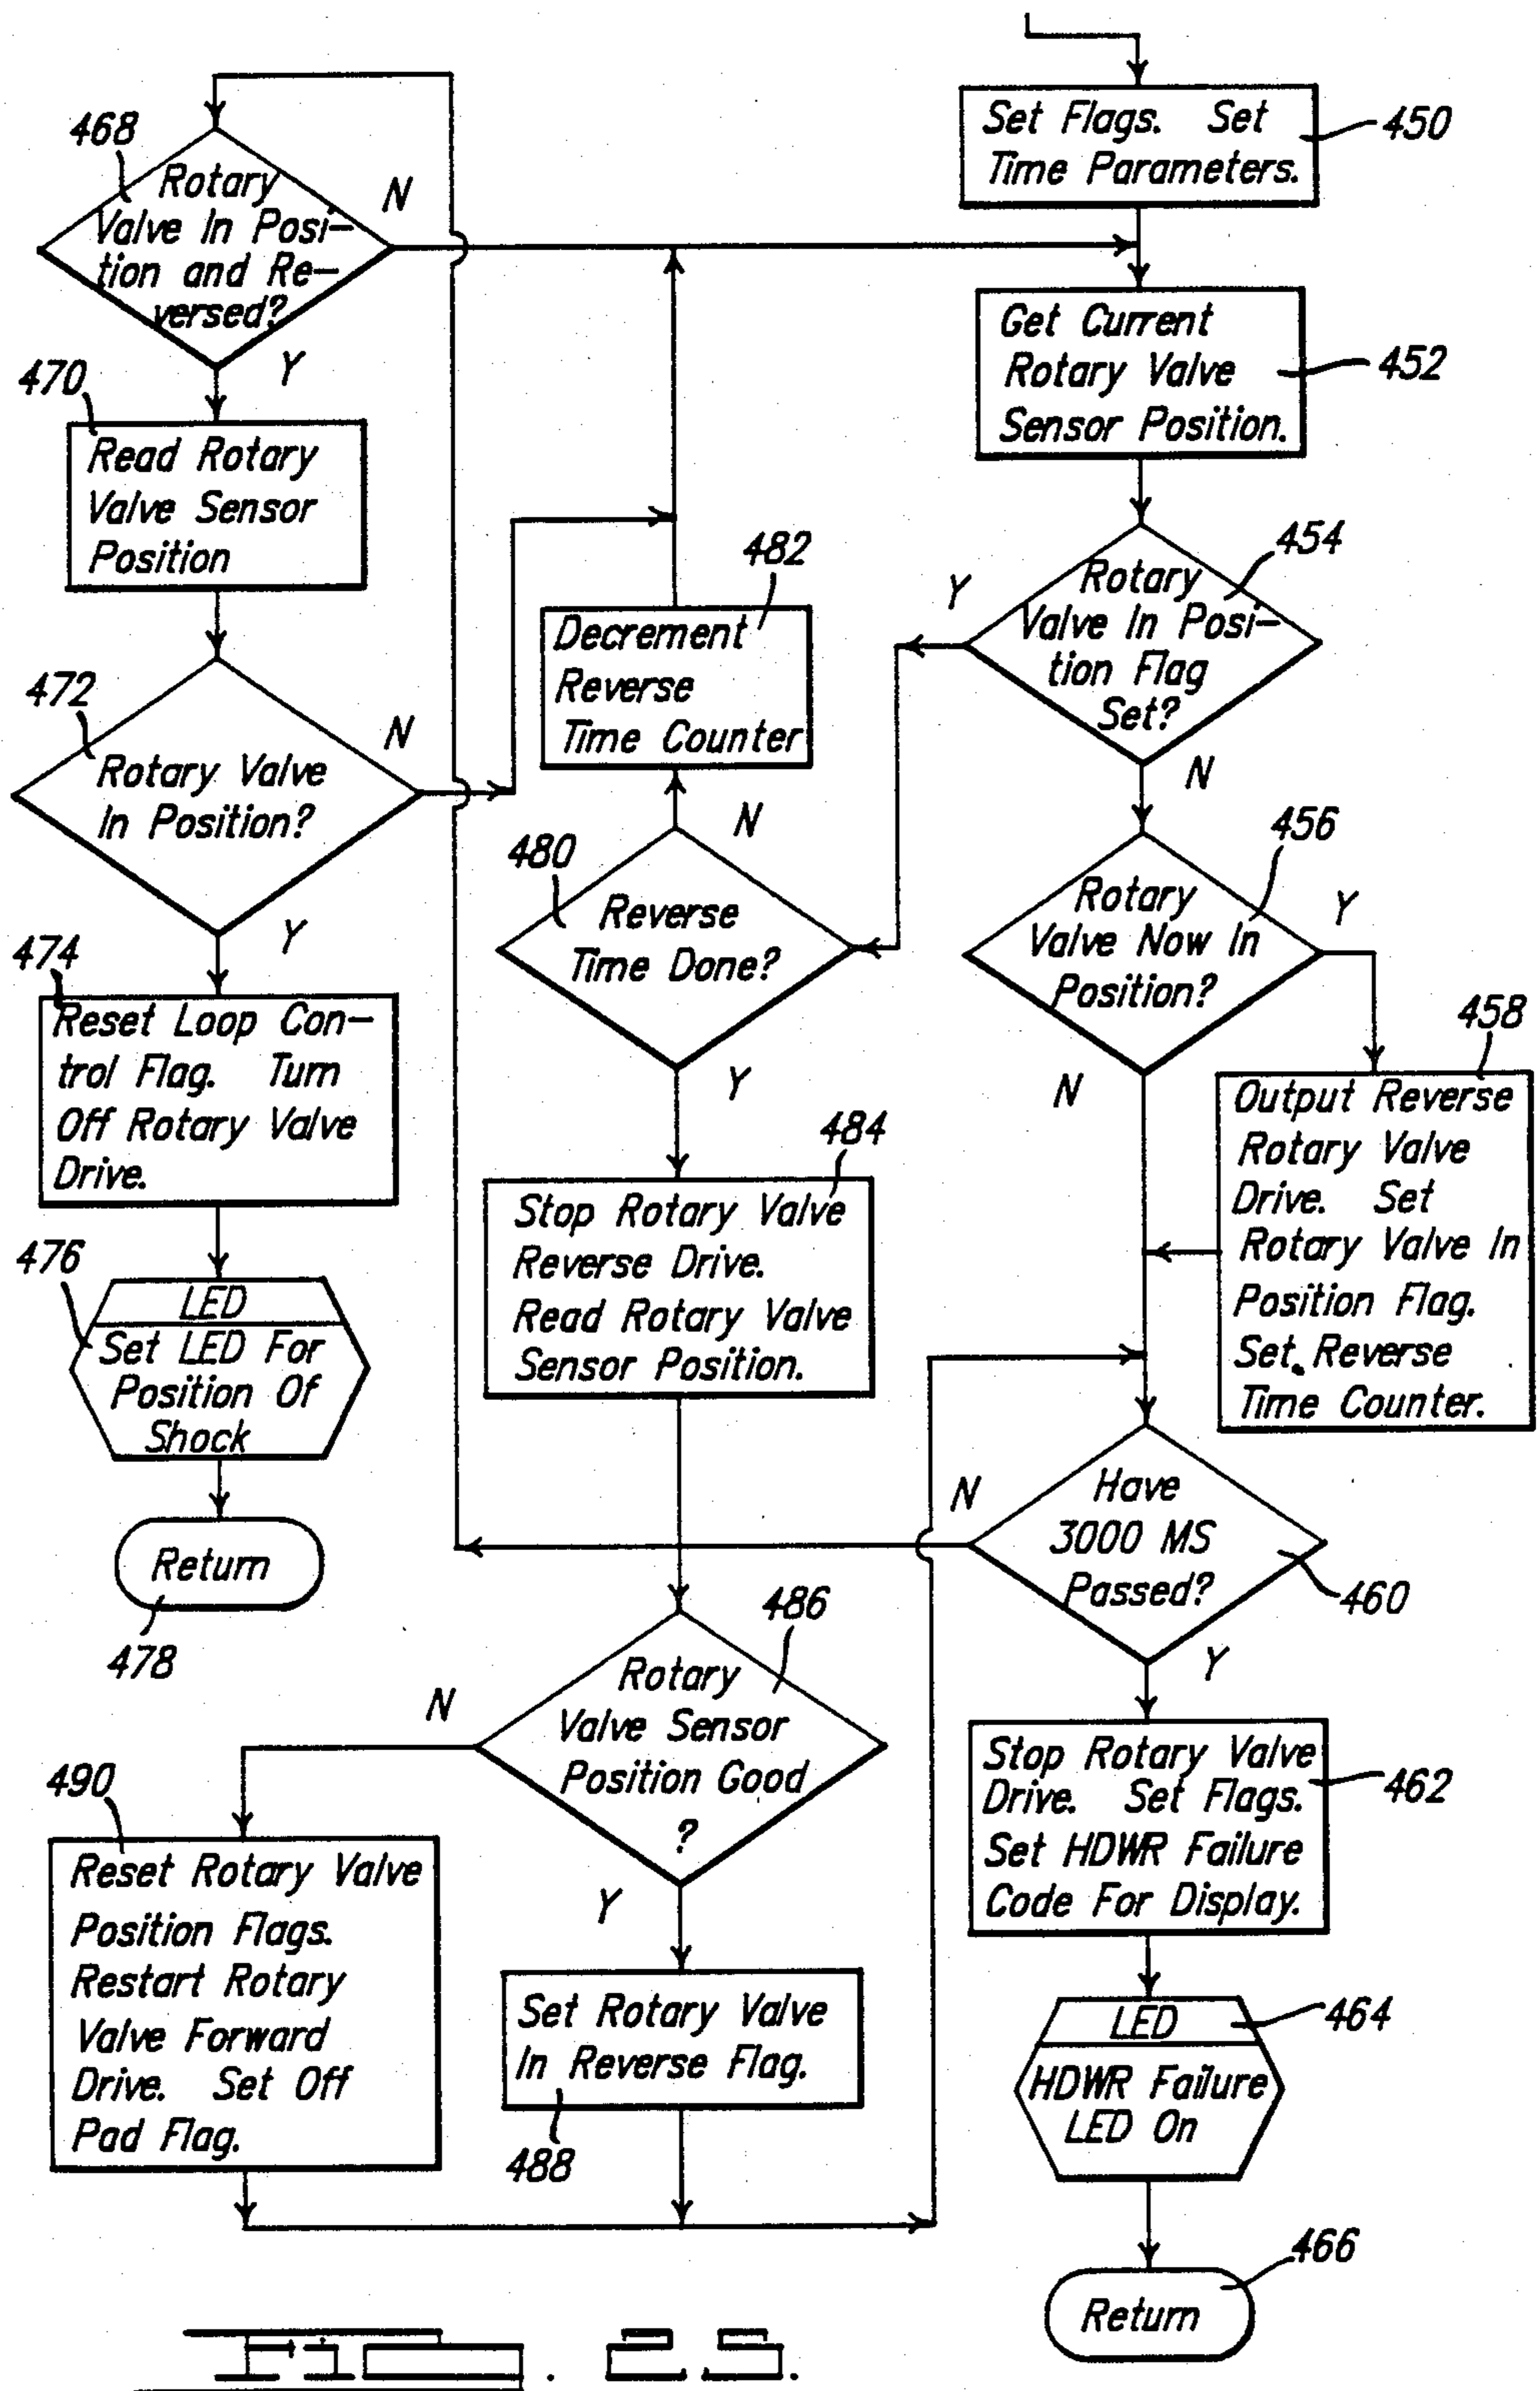 450
Set Flags. Set
Time Parameters.
452
Get Current
Rotary Valve
Sensor Position.
454
Rotary
Valve In Posi-
tion Flag
Set?
Y
N
456
Rotary
Valve Now In
Position?
Y
N
458
Output Reverse
Rotary Valve
Drive. Set
Rotary Valve In
Position Flag.
Set Reverse
Time Counter.
460
Have
3000 MS
Passed?
N
Y
462
Stop Rotary Valve
Drive. Set Flags.
Set HDWR Failure
Code For Display.
464
LED
HDWR Failure
LED On
466
Return
468
Rotary
Valve In Posi-
tion and Re-
versed?
N
Y
470
Read Rotary
Valve Sensor
Position
472
Rotary Valve
In Position?
N
Y
474
Reset Loop Con-
trol Flag. Turn
Off Rotary Valve
Drive.
476
LED
Set LED For
Position Of
Shock
Return
478
480
Reverse
Time Done?
N
Y
482
Decrement
Reverse
Time Counter
484
Stop Rotary Valve
Reverse Drive.
Read Rotary Valve
Sensor Position.
486
Rotary
Valve Sensor
Position Good
?
N
Y
Set Rotary Valve
In Reverse Flag.
488
490
Reset Rotary Valve
Position Flags.
Restart Rotary
Valve Forward
Drive. Set Off
Pad Flag.